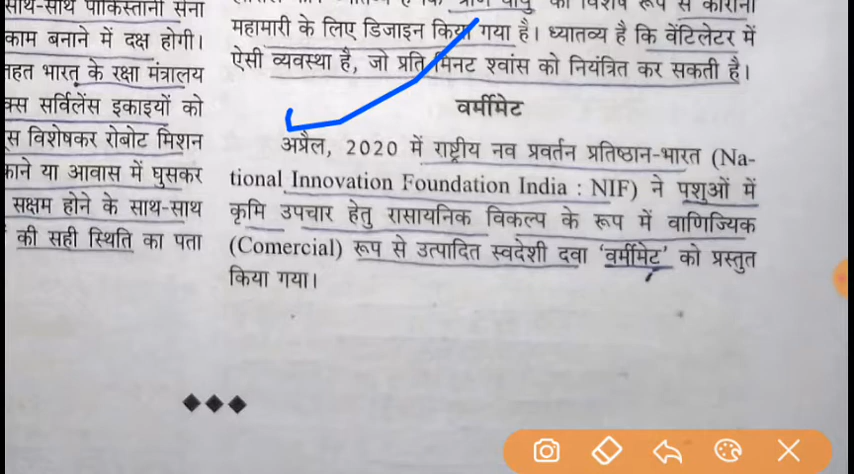 साथ-साथ पाकिस्तानी सेना
काम बनाने में दक्ष होगी।
तहत भारत के रक्षा मंत्रालय
क्स सर्विलेंस इकाइयों को
स विशेषकर रोबोट मिशन
काने या आवास में घुसकर
सक्षम होने के साथ-साथ
की सही स्थिति का पता
प्राण वायु को विशेष रूप से कोरोना
महामारी के लिए डिजाइन किया गया है। ध्यातव्य है कि वेंटिलेटर में
ऐसी व्यवस्था है, जो प्रति मिनट श्वांस को नियंत्रित कर सकती है।
वर्मीमेट
अप्रैल, 2020 में राष्ट्रीय नव प्रवर्तन प्रतिष्ठान-भारत (Na-
tional Innovation Foundation India : NIF) ने पशुओं में
कृमि उपचार हेतु रासायनिक विकल्प के रूप में वाणिज्यिक
(Comercial) रूप से उत्पादित स्वदेशी दवा ‘वर्मीमेट’ को प्रस्तुत
किया गया।